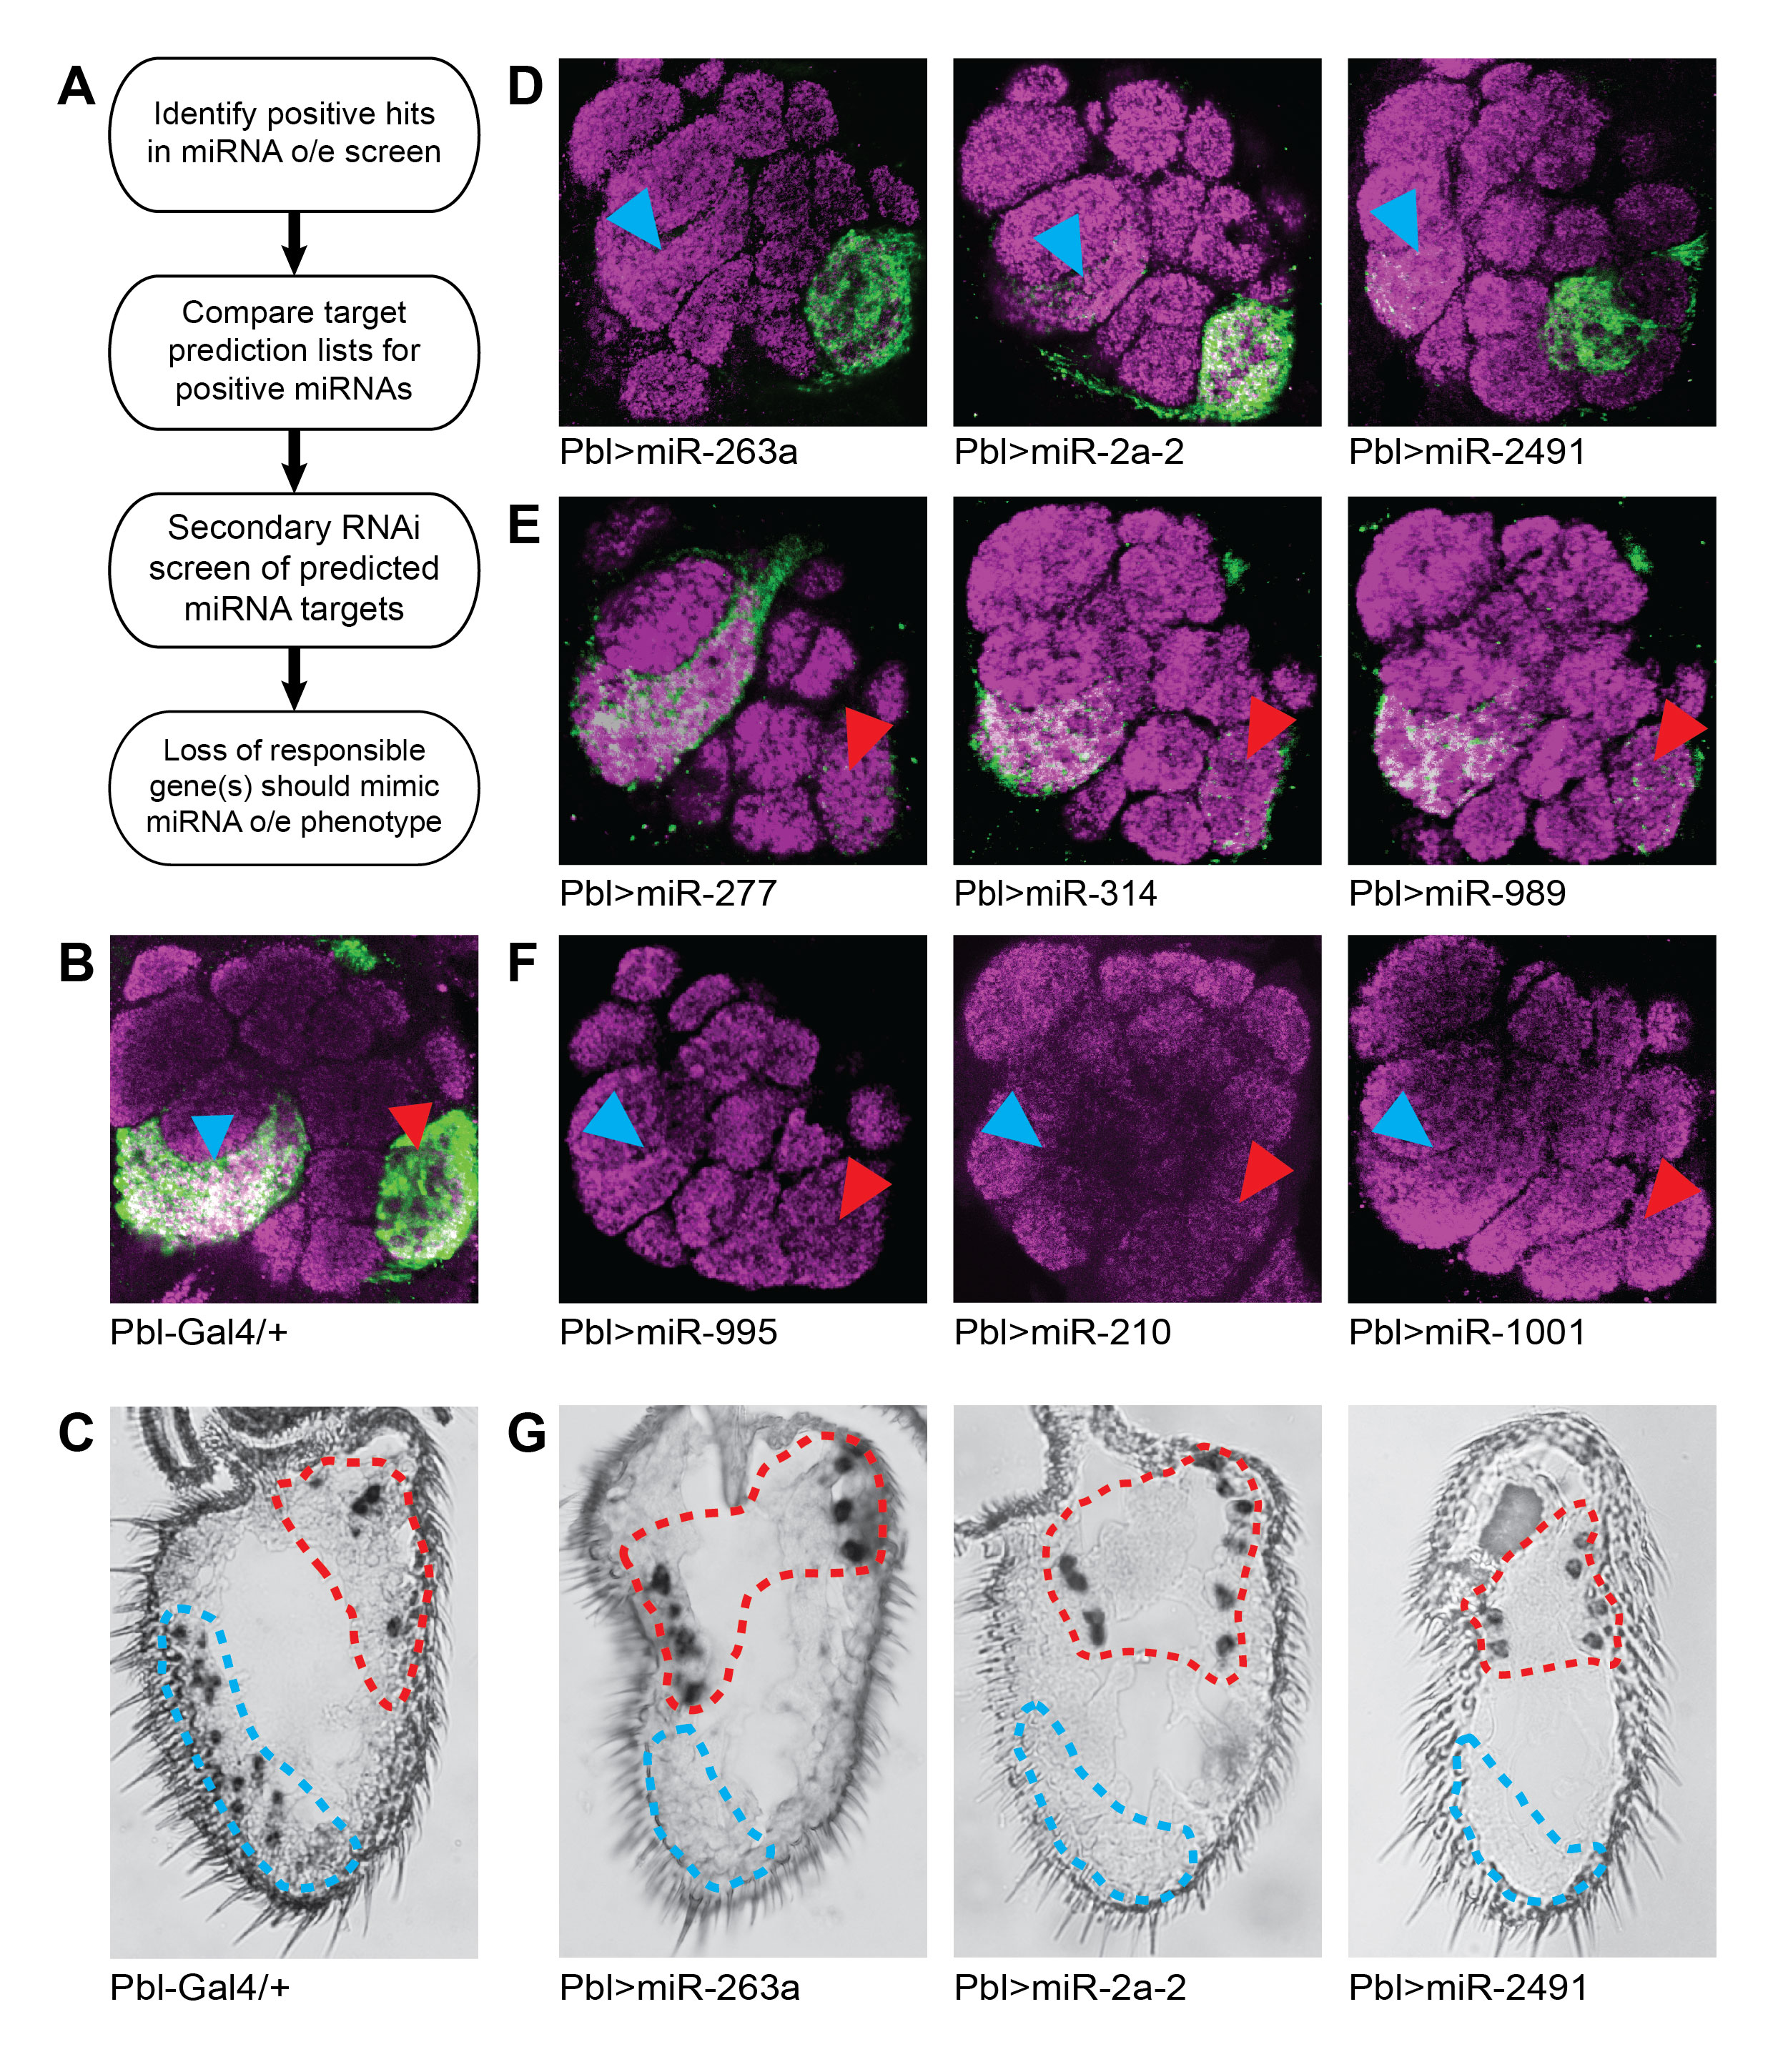 A
Identify positive hits
in miRNA o/e screen
Compare target
prediction lists for
positive miRNAs
Secondary RNAi
screen of predicted
miRNA targets
Loss of responsible
gene(s) should mimic
miRNA o/e phenotype
B
Pbl-Gal4/+
C
Pbl-Gal4/+
D
Pbl>miR-263a
Pbl>miR-2a-2
Pbl>miR-2491
E
Pbl>miR-277
Pbl>miR-314
Pbl>miR-989
F
Pbl>miR-995
Pbl>miR-210
Pbl>miR-1001
G
Pbl>miR-263a
Pbl>miR-2a-2
Pbl>miR-2491